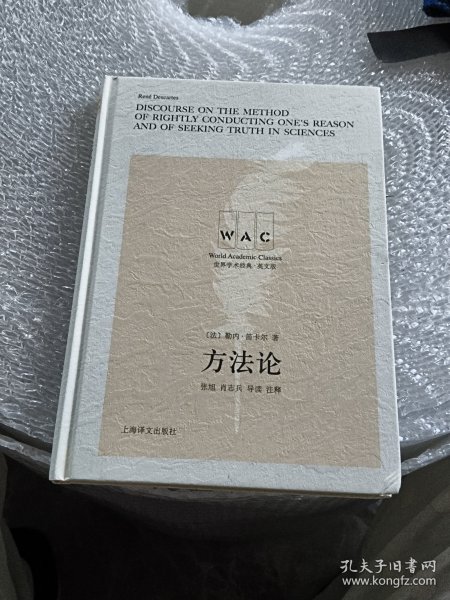 René Descartes
DISCOURSE ON THE METHOD
OF RIGHTLY CONDUCTING ONE'S REASON
AND OF SEEKING TRUTH IN SCIENCES
WAC
World Academic Classics
世界学术经典·英文版
〔法〕勒内·笛卡尔 著
方法论
张旭 肖志兵 导读 注释
上海译文出版社
孔夫子旧书网
www.kongfz.com